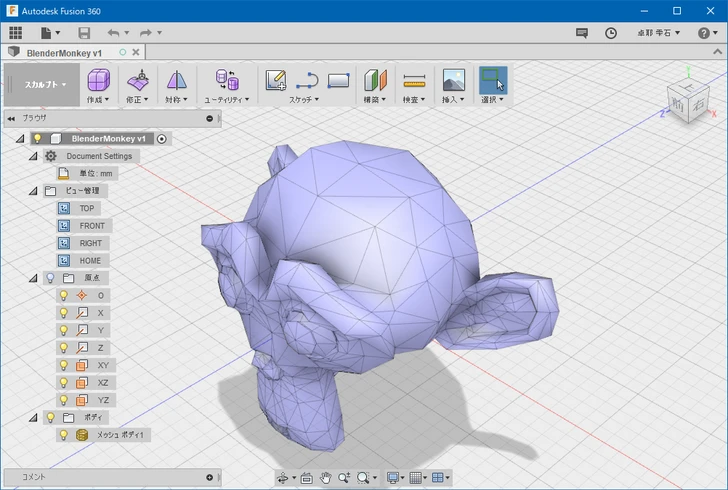 Autodesk Fusion 360
卓郎 孛石
BlenderMonkey v1
スカルプト
作成
修正
対称
ユーティリティ
スケッチ
構築
検査
挿入
選択
ブラウザ
BlenderMonkey v1
Document Settings
単位: mm
ビュー管理
TOP
FRONT
RIGHT
HOME
原点
O
X
Y
Z
XY
XZ
YZ
ボディ
メッシュ ボディ1
コメント
Y
上
前
右
Z
X